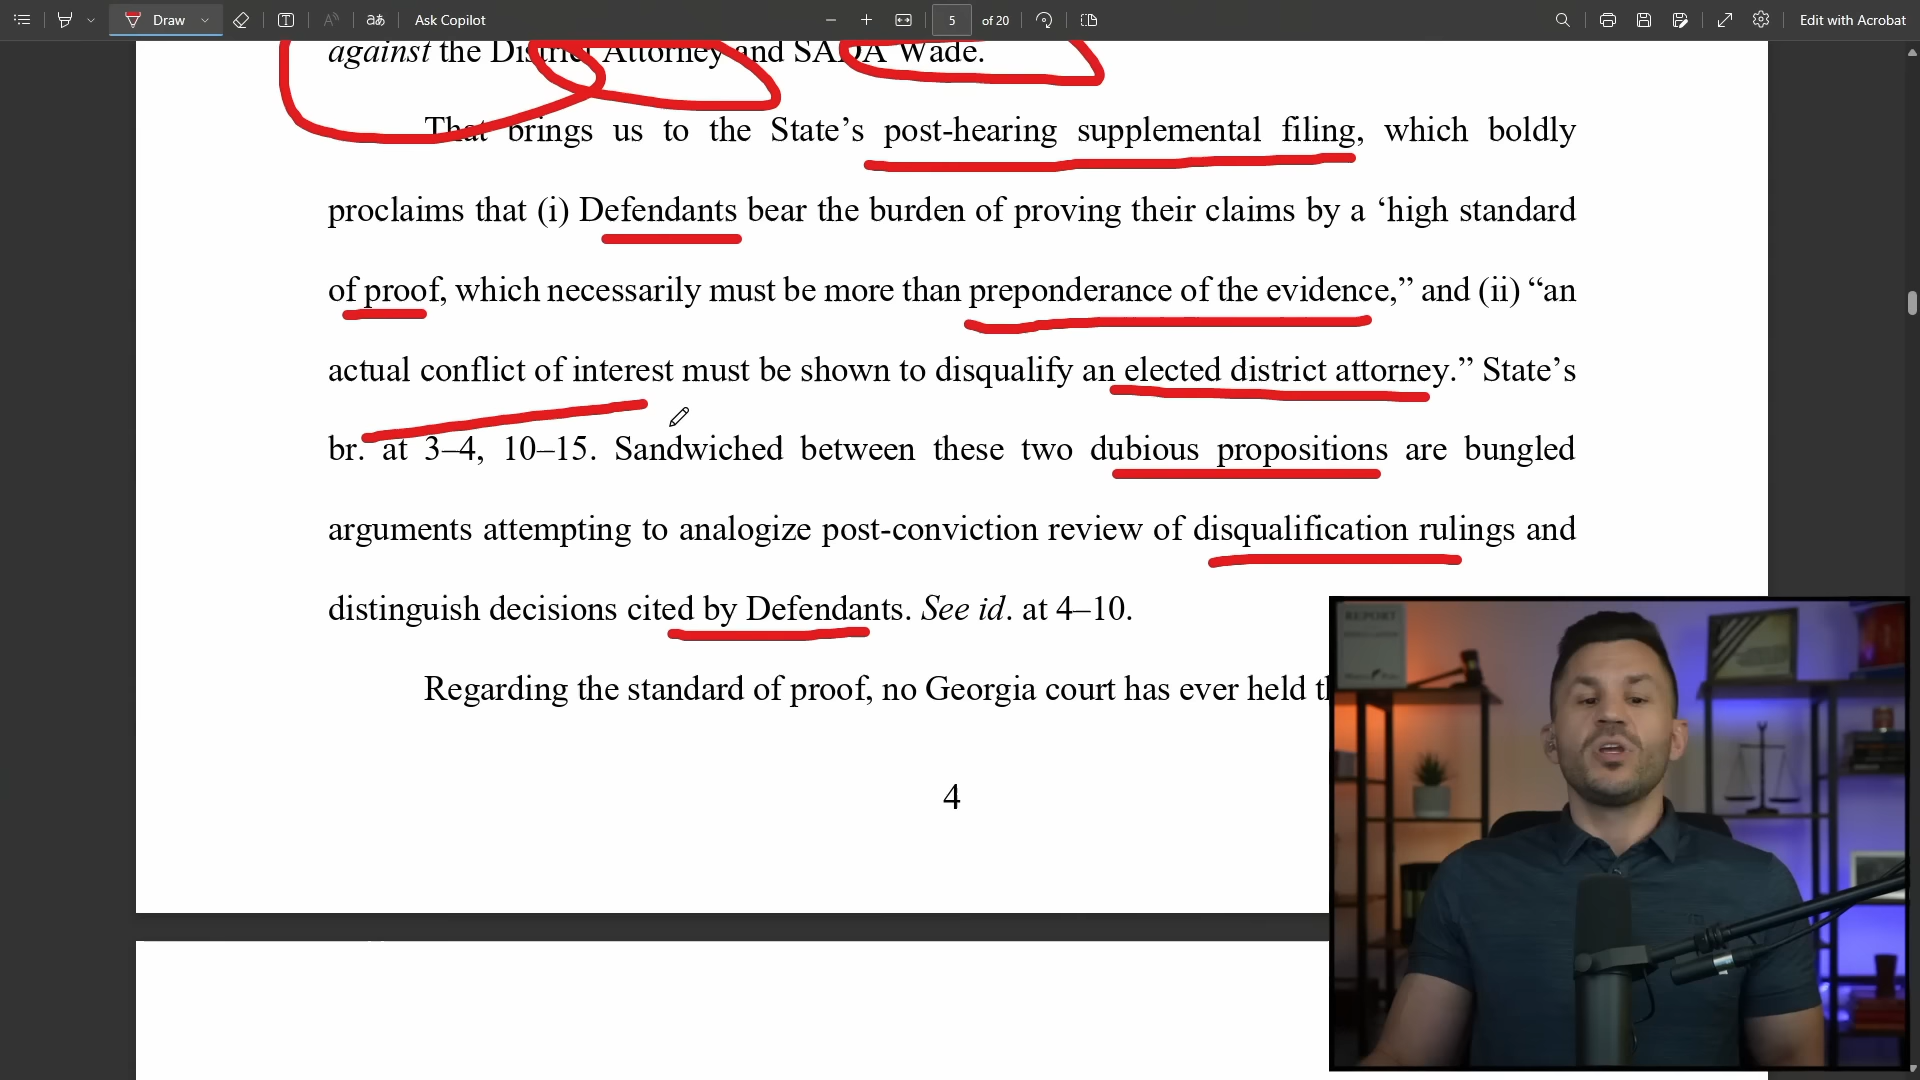 Draw
aあ
Ask Copilot
5
of 20
Edit with Acrobat
against the District Attorney and SADA Wade.
That brings us to the State’s post-hearing supplemental filing, which boldly
proclaims that (i) Defendants bear the burden of proving their claims by a ‘high standard
of proof, which necessarily must be more than preponderance of the evidence,” and (ii) “an
actual conflict of interest must be shown to disqualify an elected district attorney.” State’s
br. at 3–4, 10–15. Sandwiched between these two dubious propositions are bungled
arguments attempting to analogize post-conviction review of disqualification rulings and
distinguish decisions cited by Defendants. See id. at 4–10.
Regarding the standard of proof, no Georgia court has ever held
4
REPORT